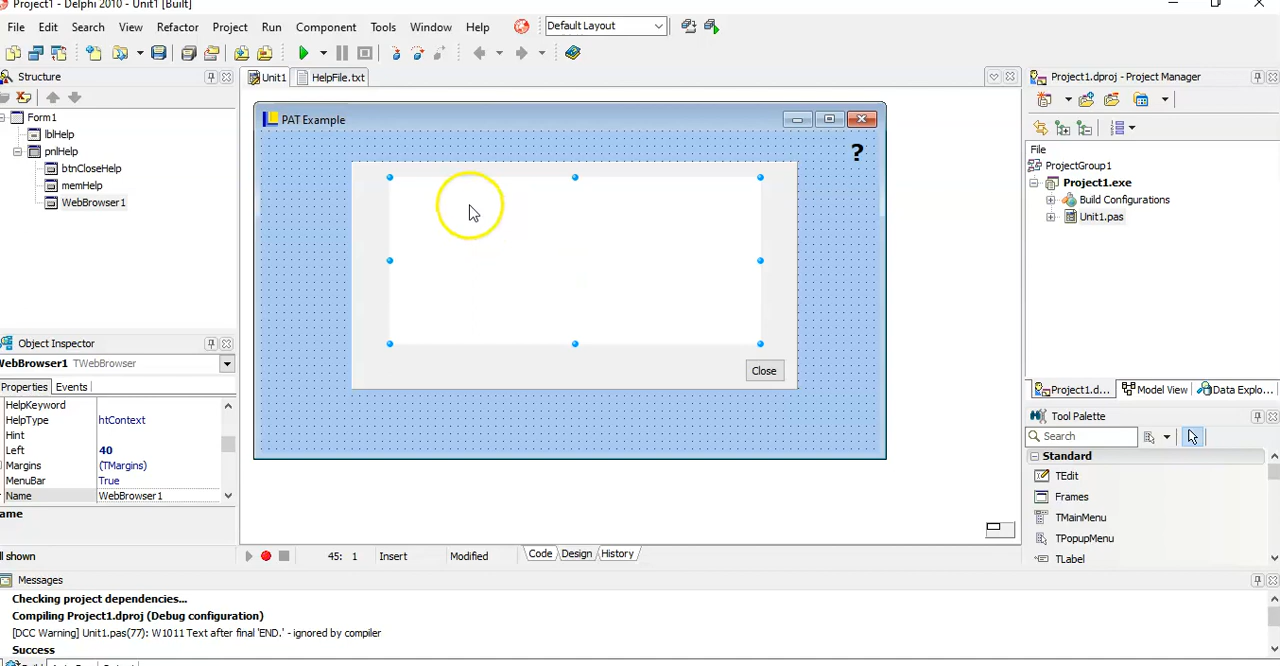 Project1 - Delphi 2010 - Unit1 [Built]
File Edit Search View Refactor Project Run Component Tools Window Help Default Layout
Structure
Form1
lblHelp
pnlHelp
btnCloseHelp
memHelp
WebBrowser1
Object Inspector
WebBrowser1 TWebBrowser
Properties Events
HelpKeyword
HelpType htContext
Hint
Left 40
Margins (TMargins)
MenuBar True
Name WebBrowser1
ame
ll shown
Unit1 HelpFile.txt
PAT Example
?
Close
45: 1 Insert Modified Code Design History
Project1.dproj - Project Manager
File
ProjectGroup1
Project1.exe
Build Configurations
Unit1.pas
Project1.d... Model View Data Explo...
Tool Palette
Search
Standard
TEdit
Frames
TMainMenu
TPopupMenu
TLabel
Messages
Checking project dependencies...
Compiling Project1.dproj (Debug configuration)
[DCC Warning] Unit1.pas(77): W1011 Text after final 'END.' - ignored by compiler
Success